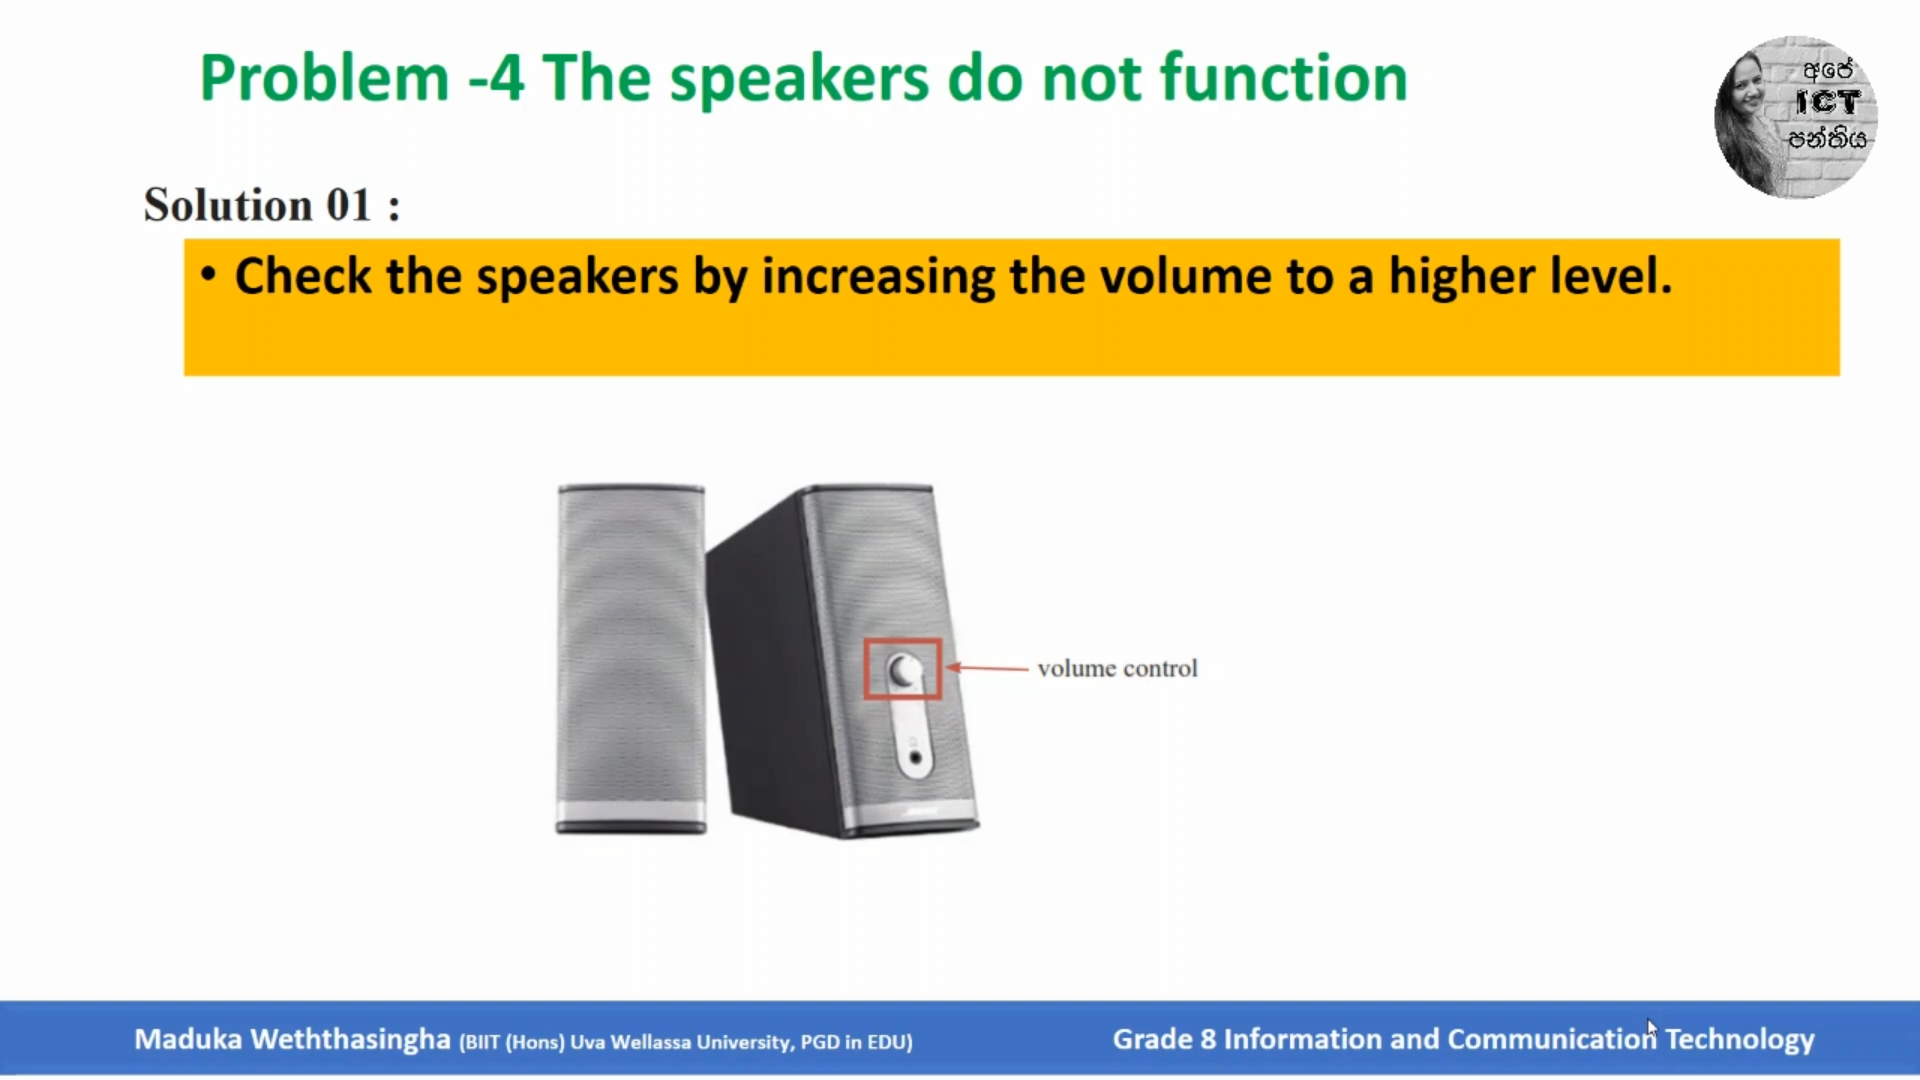 Problem -4 The speakers do not function
අපේ
ICT
පන්තිය
Solution 01 :
• Check the speakers by increasing the volume to a higher level.
volume control
Maduka Weththasingha (BIIT (Hons) Uva Wellassa University, PGD in EDU)
Grade 8 Information and Communication Technology